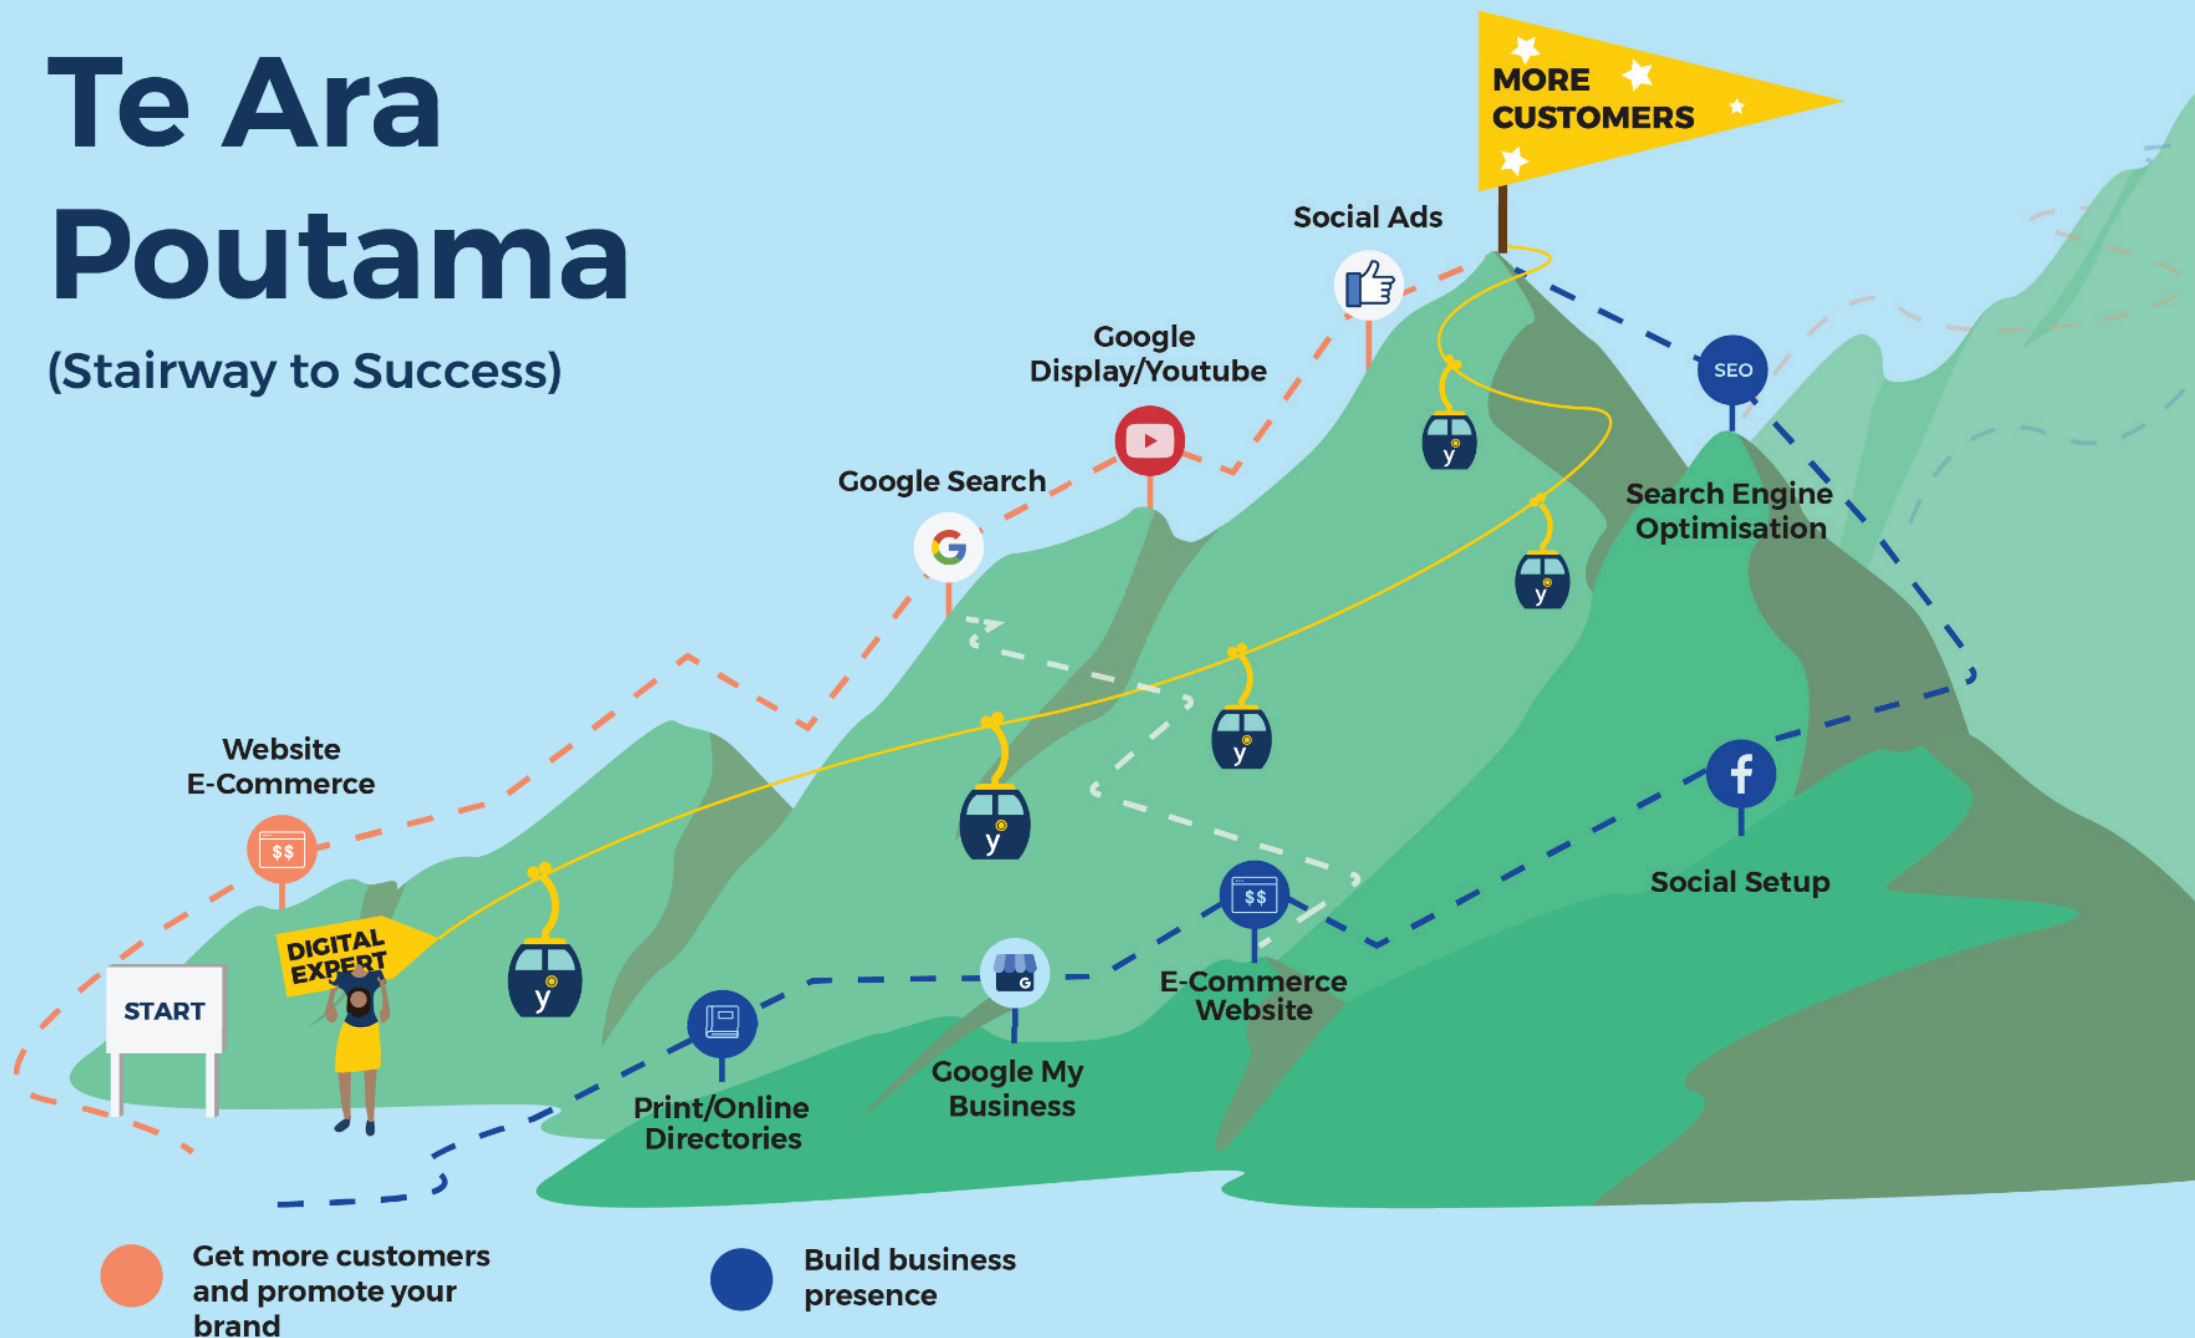 Te Ara
Poutama
(Stairway to Success)
MORE
CUSTOMERS
Social Ads
Google
Display/Youtube
SEO
Google Search
Search Engine
Optimisation
G
y
y
Website
E-Commerce
$$
y
y
f
Social Setup
DIGITAL
EXPERT
START
y
$$
E-Commerce
Website
G
Google My
Business
Print/Online
Directories
Get more customers
and promote your
brand
Build business
presence